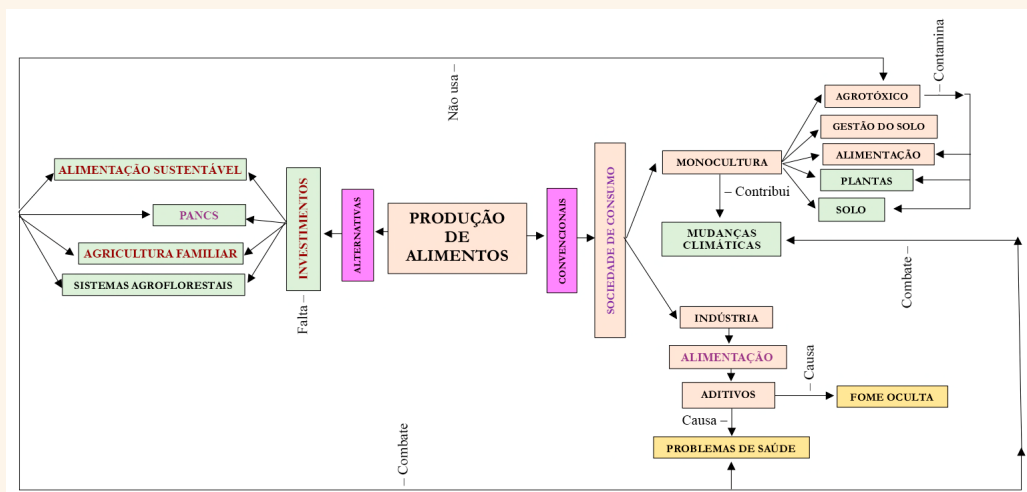 Não usa –
– Contamina
AGROTÓXICO
GESTÃO DO SOLO
ALIMENTAÇÃO
PLANTAS
SOLO
MONOCULTURA
– Contribui
MUDANÇAS
CLIMÁTICAS
ALIMENTAÇÃO SUSTENTÁVEL
PANCS
AGRICULTURA FAMILIAR
SISTEMAS AGROFLORESTAIS
INVESTIMENTOS
Falta –
ALTERNATIVAS
PRODUÇÃO
DE
ALIMENTOS
CONVENCIONAIS
SOCIEDADE DE CONSUMO
Combate –
INDÚSTRIA
ALIMENTAÇÃO
ADITIVOS
– Causa
FOME OCULTA
Causa –
PROBLEMAS DE SAÚDE
– Combate